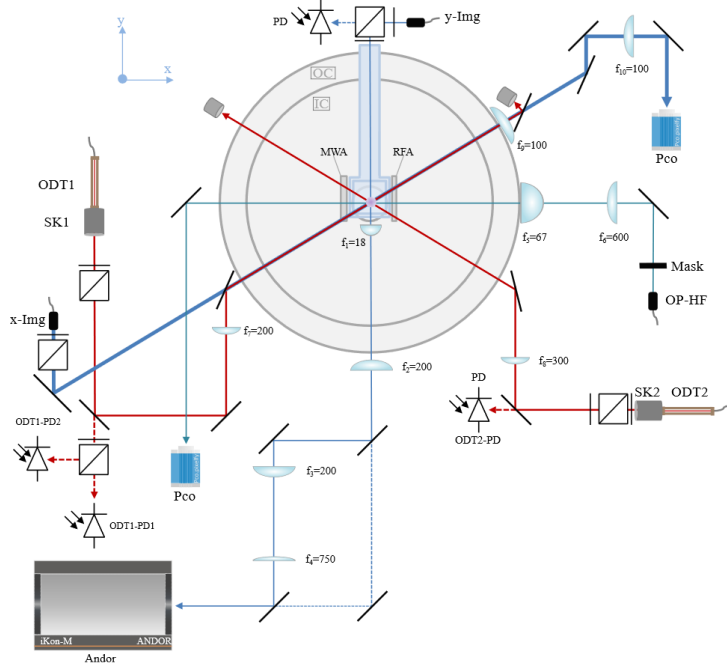 PD
y-Img
y
x
OC
IC
f₁₀=100
Pco
MWA
RFA
f₉=100
ODT1
SK1
f₁=18
f₅=67
f₆=600
Mask
OP-HF
x-Img
f₇=200
f₂=200
f₈=300
PD
SK2 ODT2
ODT1-PD2
ODT2-PD
Pco
f₃=200
ODT1-PD1
f₄=750
iKon-M ANDOR
Andor